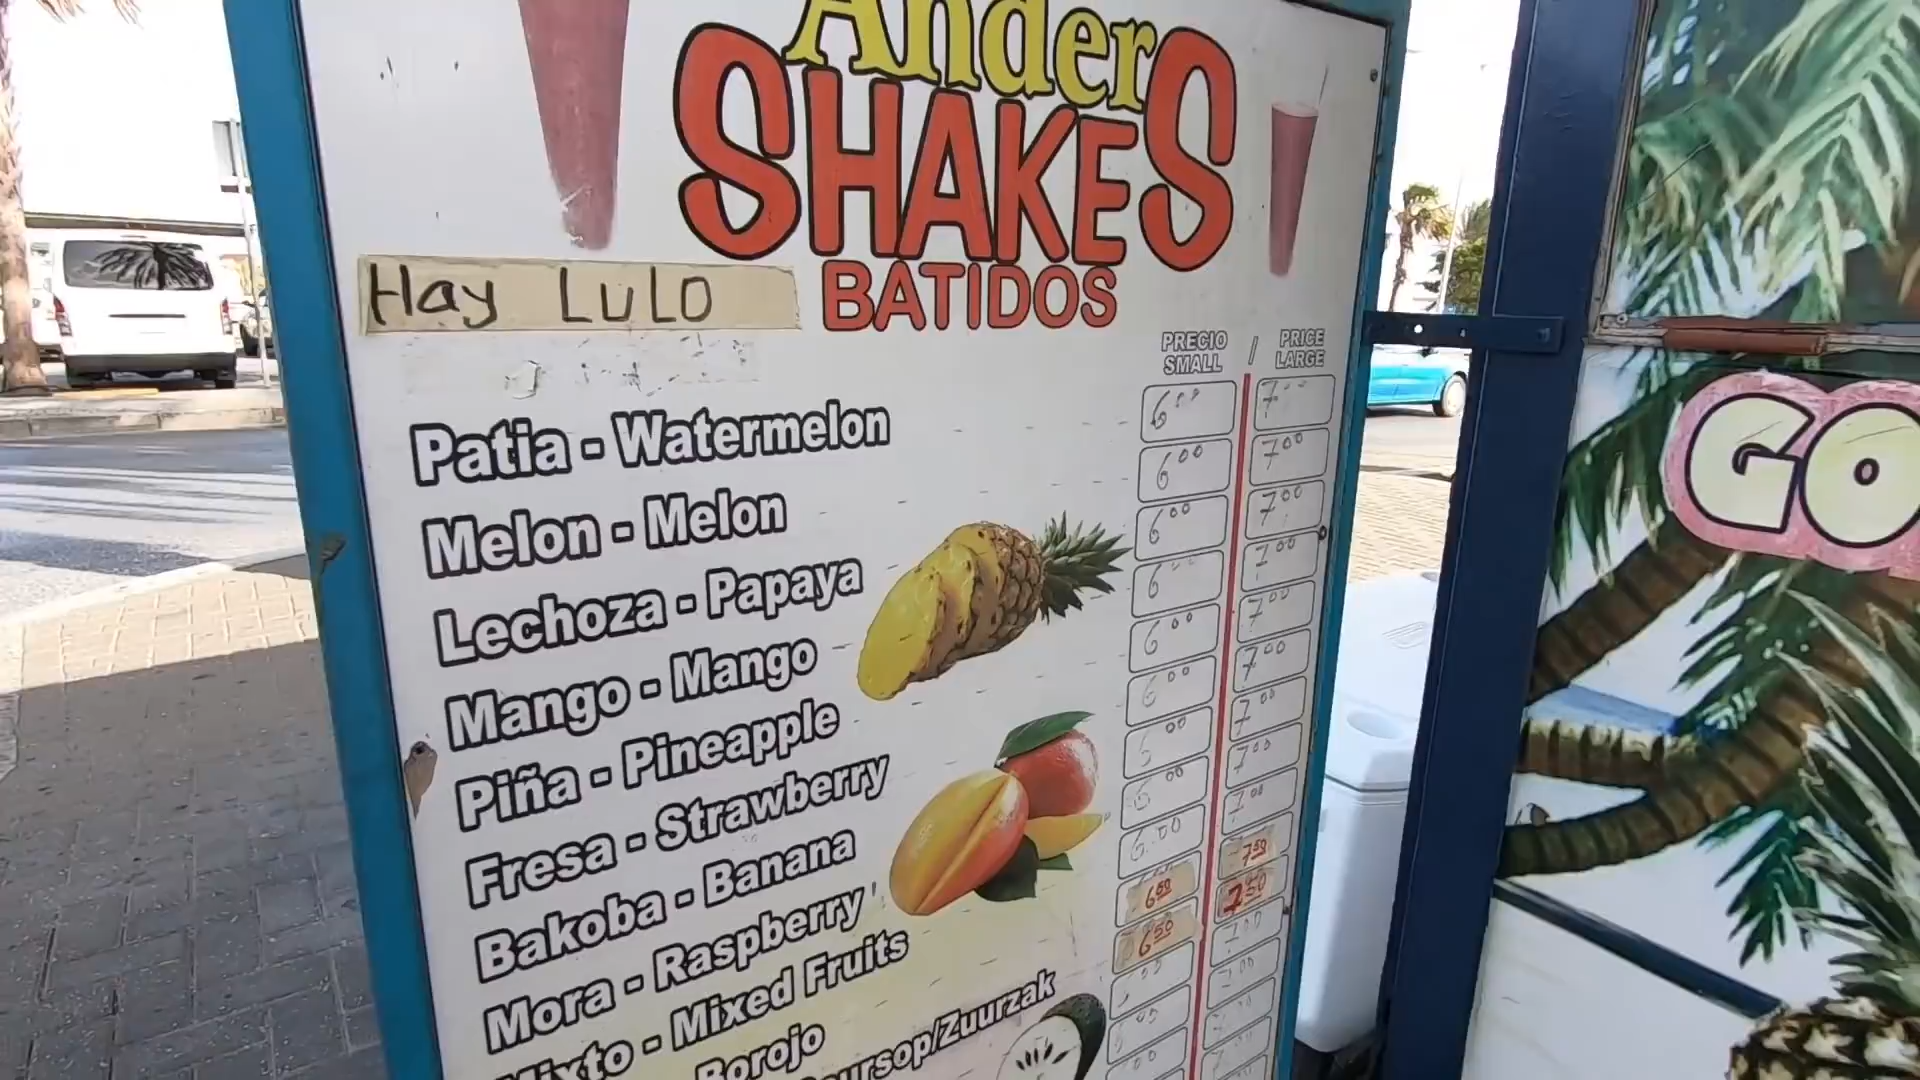 Ander
SHAKES
BATIDOS
Hay LULO
PRECIO SMALL / PRICE LARGE
Patia - Watermelon 6.00 7.00
Melon - Melon 6.00 7.00
Lechoza - Papaya 6.00 7.00
Mango - Mango 6.00 7.00
Piña - Pineapple 6.00 7.00
Fresa - Strawberry 6.00 7.00
Bakoba - Banana 6.00 7.00
Mora - Raspberry 6.00 7.00
Mixto - Mixed Fruits 6.00 7.00
Borojo 6.50 7.50
Soursop/Zuurzak 6.50 7.50
GO